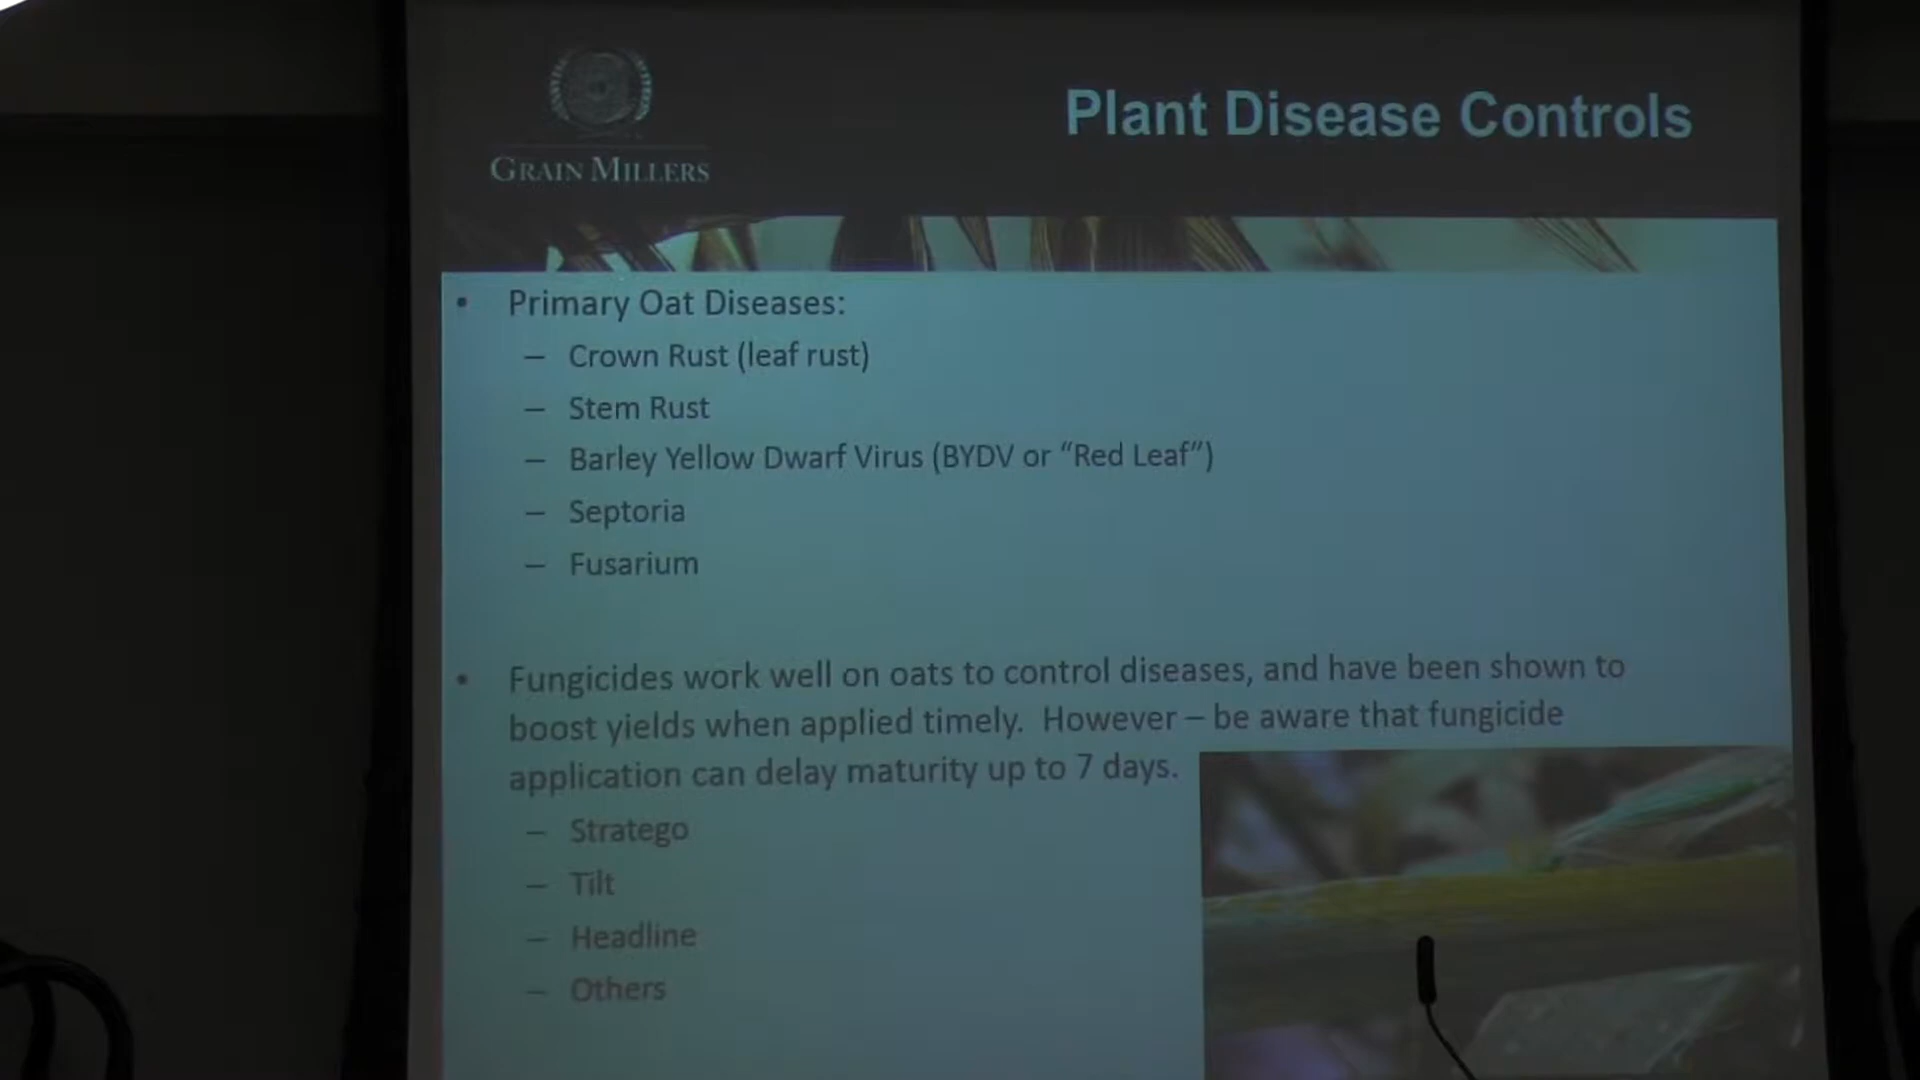 GRAIN MILLERS
Plant Disease Controls
• Primary Oat Diseases:
– Crown Rust (leaf rust)
– Stem Rust
– Barley Yellow Dwarf Virus (BYDV or “Red Leaf”)
– Septoria
– Fusarium
• Fungicides work well on oats to control diseases, and have been shown to
boost yields when applied timely. However – be aware that fungicide
application can delay maturity up to 7 days.
– Stratego
– Tilt
– Headline
– Others